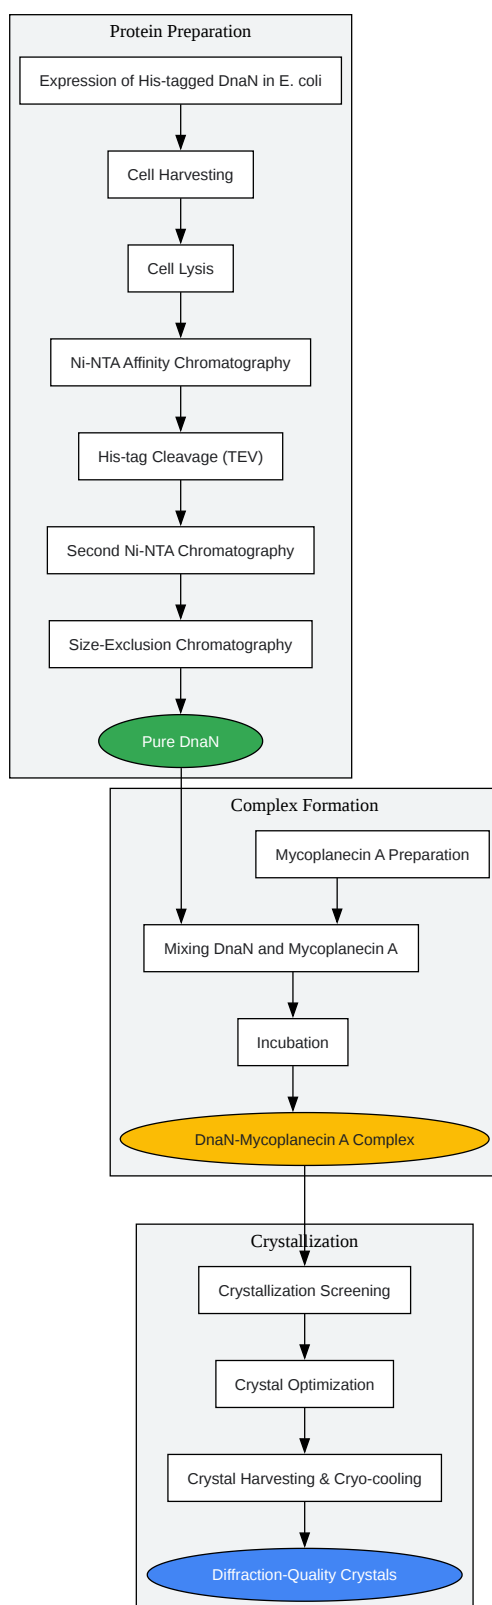 Protein Preparation
Expression of His-tagged DnaN in E. coli
Cell Harvesting
Cell Lysis
Ni-NTA Affinity Chromatography
His-tag Cleavage (TEV)
Second Ni-NTA Chromatography
Size-Exclusion Chromatography
Pure DnaN
Complex Formation
Mycoplanecin A Preparation
Mixing DnaN and Mycoplanecin A
Incubation
DnaN-Mycoplanecin A Complex
Crystallization
Crystallization Screening
Crystal Optimization
Crystal Harvesting & Cryo-cooling
Diffraction-Quality Crystals